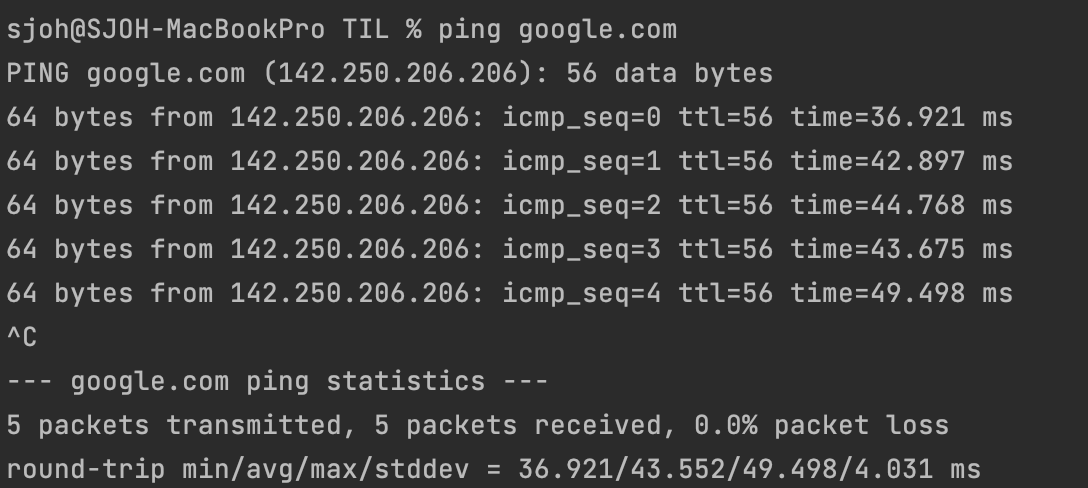 sjoh@SJOH-MacBookPro TIL % ping google.com
PING google.com (142.250.206.206): 56 data bytes
64 bytes from 142.250.206.206: icmp_seq=0 ttl=56 time=36.921 ms
64 bytes from 142.250.206.206: icmp_seq=1 ttl=56 time=42.897 ms
64 bytes from 142.250.206.206: icmp_seq=2 ttl=56 time=44.768 ms
64 bytes from 142.250.206.206: icmp_seq=3 ttl=56 time=43.675 ms
64 bytes from 142.250.206.206: icmp_seq=4 ttl=56 time=49.498 ms
^C
--- google.com ping statistics ---
5 packets transmitted, 5 packets received, 0.0% packet loss
round-trip min/avg/max/stddev = 36.921/43.552/49.498/4.031 ms